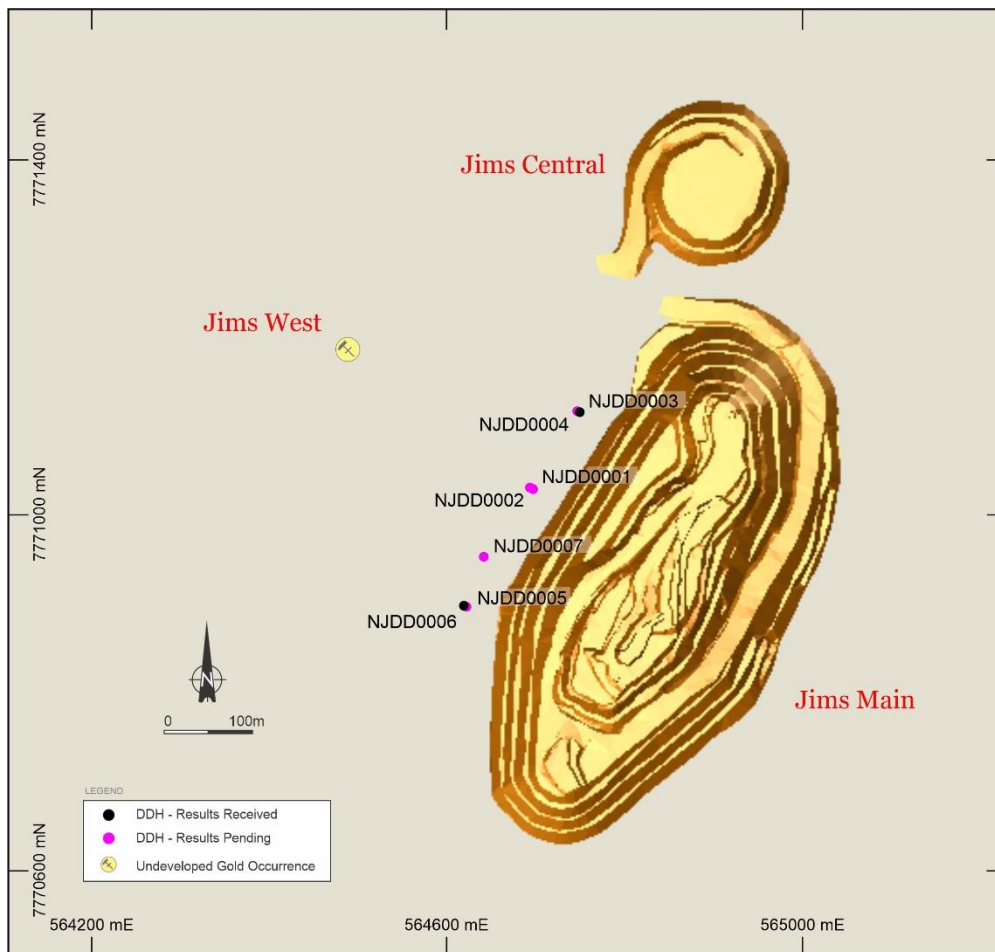 7771400 mN
Jims Central
Jims West
NJDD0003
NJDD0004
NJDD0001
NJDD0002
7771000 mN
NJDD0007
NJDD0005
NJDD0006
N
0 100m
Jims Main
LEGEND
DDH - Results Received
DDH - Results Pending
Undeveloped Gold Occurrence
7770600 mN
564200 mE 564600 mE 565000 mE